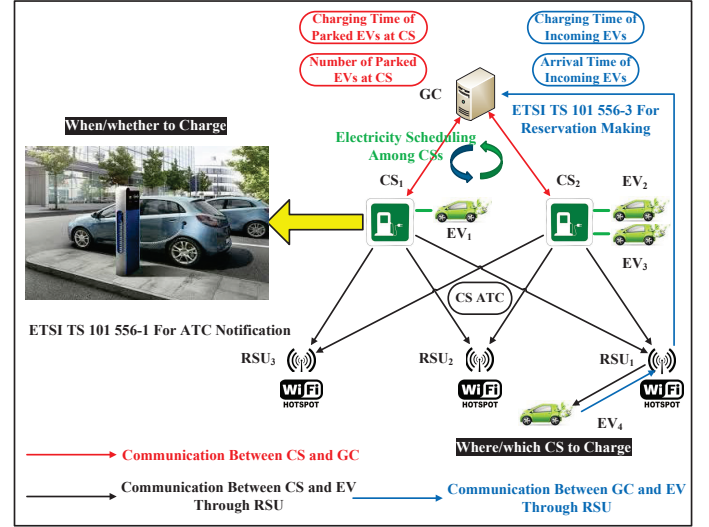 Charging Time of
Parked EVs at CS
Number of Parked
EVs at CS
Charging Time of
Incoming EVs
Arrival Time of
Incoming EVs
GC
ETSI TS 101 556-3 For
Reservation Making
When/whether to Charge
Electricity Scheduling
Among CSs
CS1
CS2
EV2
EV1
EV3
CS ATC
ETSI TS 101 556-1 For ATC Notification
RSU3
RSU2
RSU1
WiFi
HOTSPOT
WiFi
HOTSPOT
WiFi
HOTSPOT
EV4
Where/which CS to Charge
Communication Between CS and GC
Communication Between CS and EV
Through RSU
Communication Between GC and EV
Through RSU